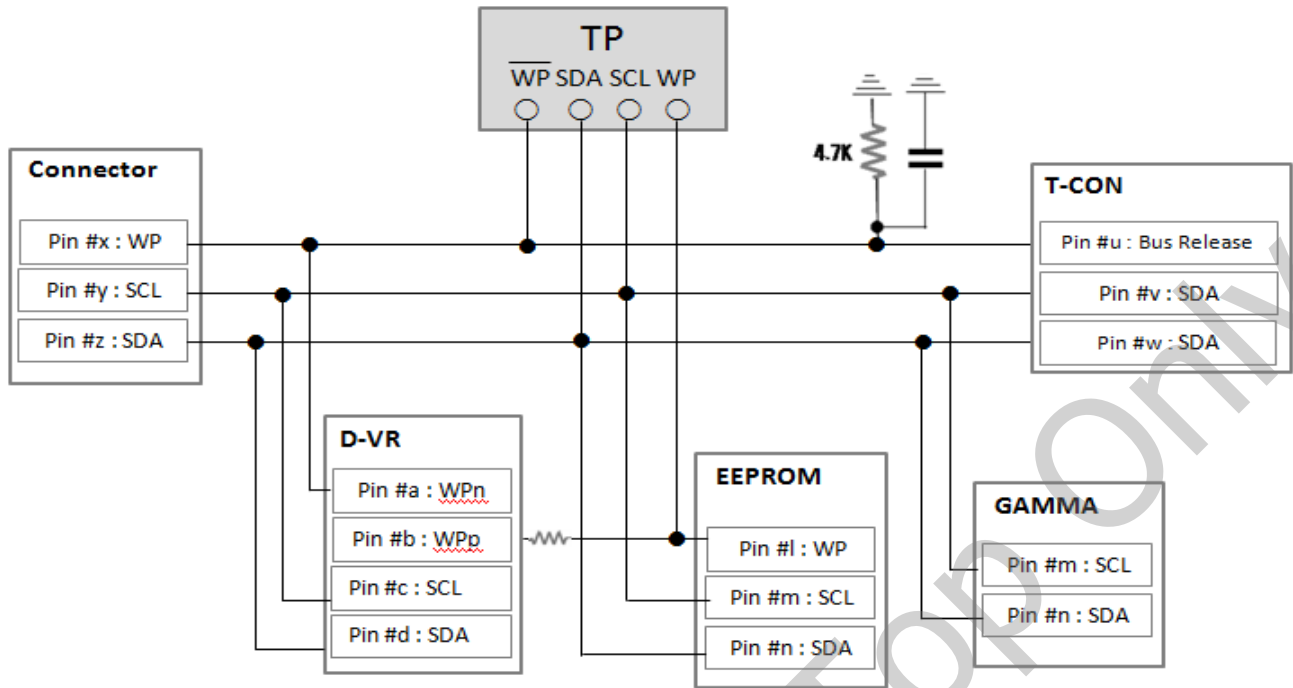 TP
WP SDA SCL WP
4.7K
Connector
Pin #x : WP
Pin #y : SCL
Pin #z : SDA
T-CON
Pin #u : Bus Release
Pin #v : SDA
Pin #w : SDA
D-VR
Pin #a : WPn
Pin #b : WPp
Pin #c : SCL
Pin #d : SDA
EEPROM
Pin #l : WP
Pin #m : SCL
Pin #n : SDA
GAMMA
Pin #m : SCL
Pin #n : SDA
Top Only